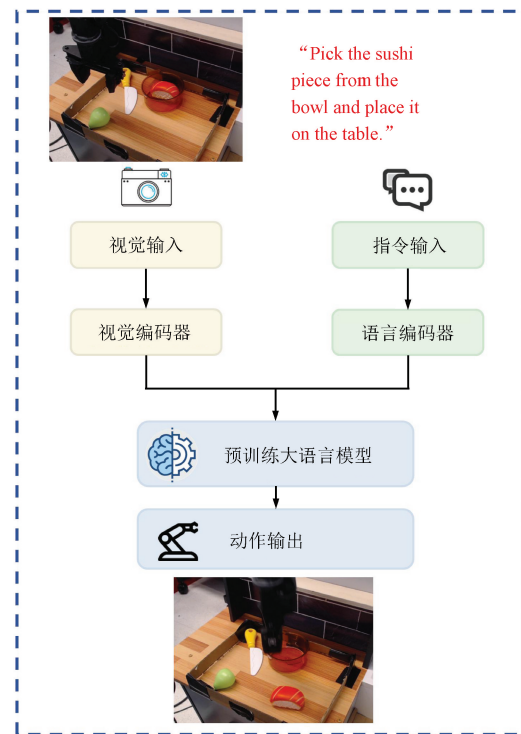 “Pick the sushi
piece from the
bowl and place it
on the table.”
视觉输入
指令输入
视觉编码器
语言编码器
预训练大语言模型
动作输出